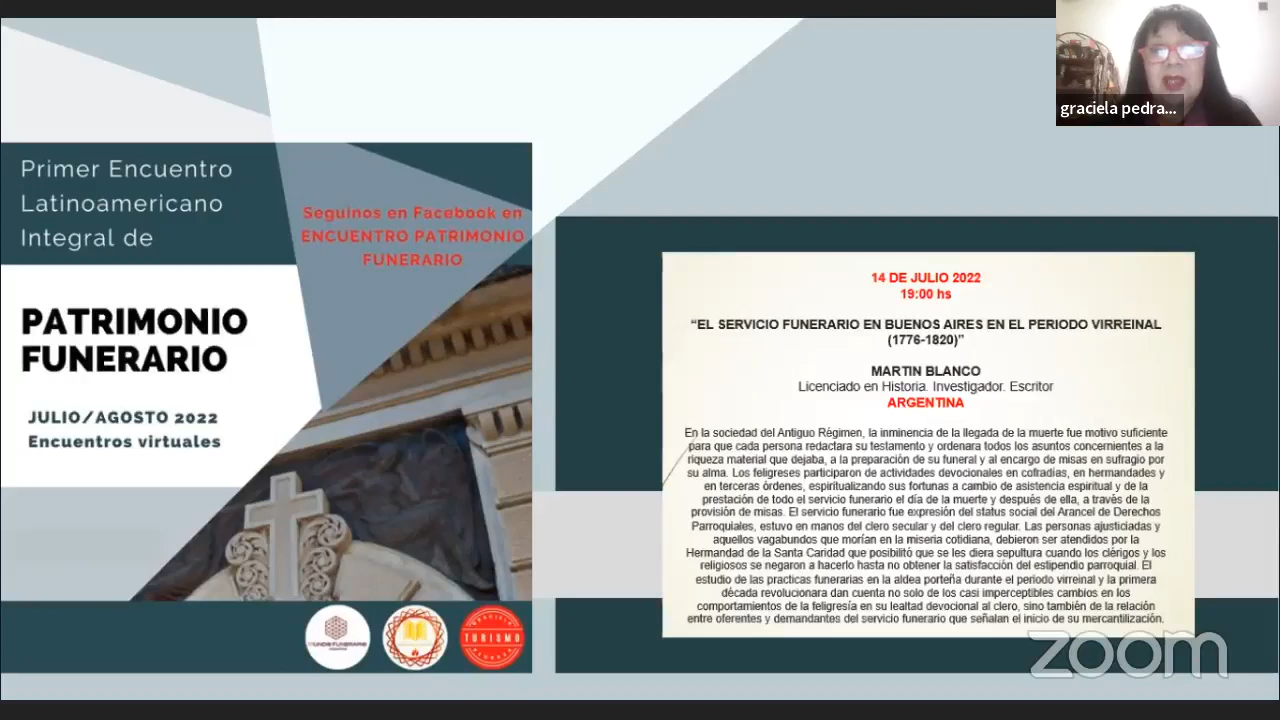 graciela pedra...
Primer Encuentro
Latinoamericano
Integral de
Seguinos en Facebook en
ENCUENTRO PATRIMONIO
FUNERARIO
PATRIMONIO
FUNERARIO
JULIO/AGOSTO 2022
Encuentros virtuales
TURISMO
14 DE JULIO 2022
19:00 hs
“EL SERVICIO FUNERARIO EN BUENOS AIRES EN EL PERIODO VIRREINAL
(1776-1820)”
MARTIN BLANCO
Licenciado en Historia. Investigador. Escritor
ARGENTINA
En la sociedad del Antiguo Régimen, la inminencia de la llegada de la muerte fue motivo suficiente
para que cada persona redactara su testamento y ordenara todos los asuntos concernientes a la
riqueza material que dejaba, a la preparación de su funeral y al encargo de misas en sufragio por
su alma. Los feligreses participaron de actividades devocionales en cofradías, en hermandades y
en terceras órdenes, espiritualizando sus fortunas a cambio de asistencia espiritual y de la
prestación de todo el servicio funerario el día de la muerte y después de ella, a través de la
provisión de misas. El servicio funerario fue expresión del status social del Arancel de Derechos
Parroquiales, estuvo en manos del clero secular y del clero regular. Las personas ajusticiadas y
aquellos vagabundos que morían en la miseria cotidiana, debieron ser atendidos por la
Hermandad de la Santa Caridad que posibilitó que se les diera sepultura cuando los clérigos y los
religiosos se negaron a hacerlo hasta no obtener la satisfacción del estipendio parroquial. El
estudio de las practicas funerarias en la aldea porteña durante el periodo virreinal y la primera
década revolucionara dan cuenta no solo de los casi imperceptibles cambios en los
comportamientos de la feligresía en su lealtad devocional al clero, sino también de la relación
entre oferentes y demandantes del servicio funerario que señalan el inicio de su mercantilización.
zoom